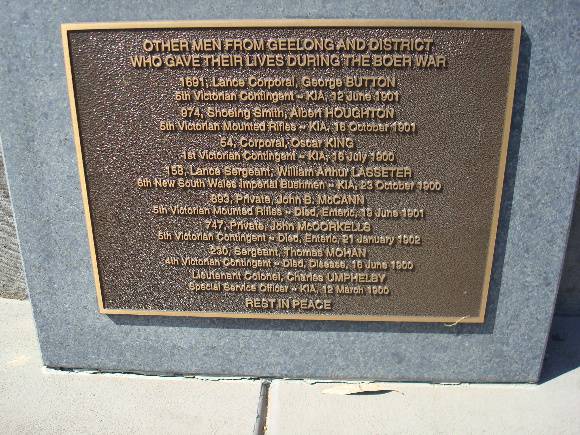 OTHER MEN FROM GEELONG AND DISTRICT
WHO GAVE THEIR LIVES DURING THE BOER WAR
1691, Lance Corporal, George BUTTON
5th Victorian Contingent ~ KIA, 12 June 1901
974, Shoeing Smith, Albert HOUGHTON
5th Victorian Mounted Rifles ~ KIA, 16 October 1901
54, Corporal, Oscar KING
1st Victorian Contingent ~ KIA, 16 July 1900
158, Lance Sergeant, William Arthur LASSETER
6th New South Wales Imperial Bushmen ~ KIA, 23 October 1900
893, Private, John B. McCANN
5th Victorian Mounted Rifles ~ Died, Enteric, 19 June 1901
747, Private, John McCORKELLS
5th Victorian Contingent ~ Died, Enteric, 21 January 1902
230, Sergeant, Thomas MOHAN
4th Victorian Contingent ~ Died, Disease, 16 June 1900
Lieutenant Colonel, Charles UMPHELBY
Special Service Officer ~ KIA, 12 March 1900
REST IN PEACE